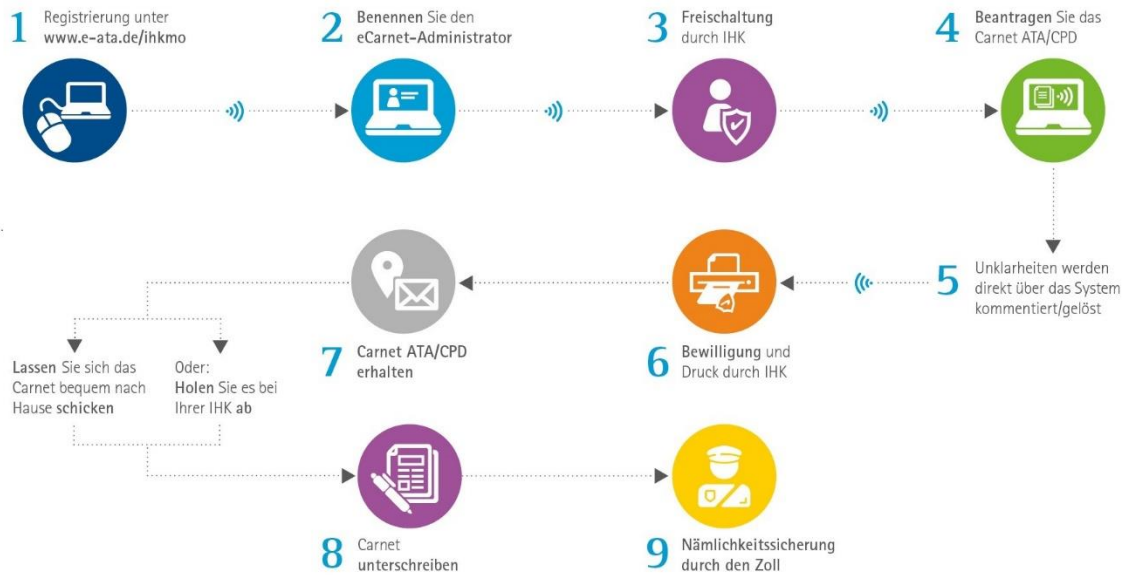 1 Registrierung unter
www.e-ata.de/ihkmo
2 Benennen Sie den
eCarnet-Administrator
3 Freischaltung
durch IHK
4 Beantragen Sie das
Carnet ATA/CPD
5 Unklarheiten werden
direkt über das System
kommentiert/gelöst
6 Bewilligung und
Druck durch IHK
7 Carnet ATA/CPD
erhalten
Lassen Sie sich das
Carnet bequem nach
Hause schicken
Oder:
Holen Sie es bei
Ihrer IHK ab
8 Carnet
unterschreiben
9 Nämlichkeitssicherung
durch den Zoll